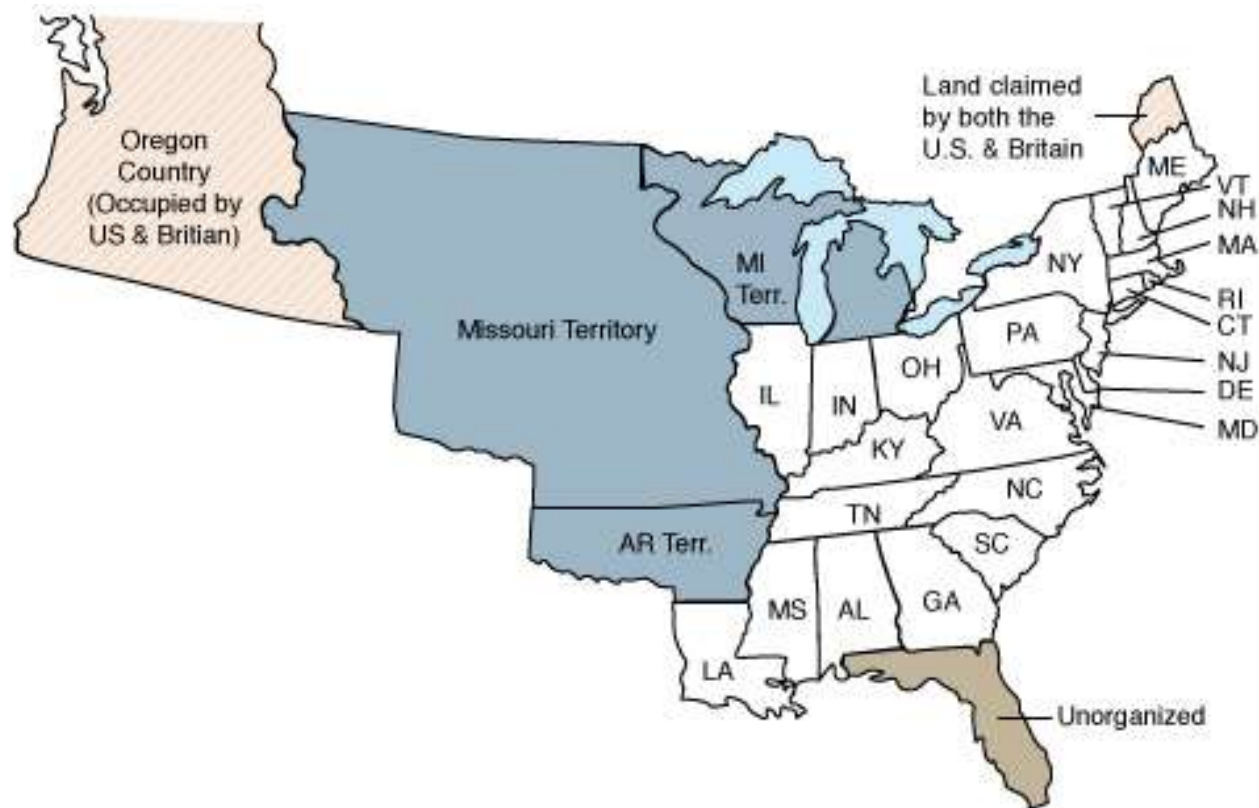 Oregon
Country
(Occupied by
US & Britian)
Land claimed
by both the
U.S. & Britain
ME
VT
NH
MA
RI
CT
NJ
DE
MD
NY
PA
MI
Terr.
Missouri Territory
IL
IN
OH
KY
VA
NC
TN
SC
AR Terr.
MS
AL
GA
LA
Unorganized